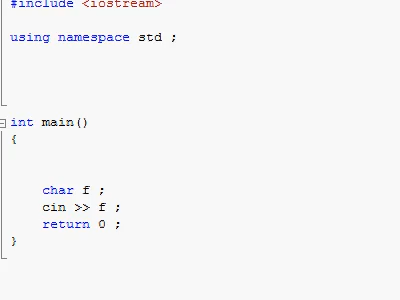 #include <iostream>
using namespace std ;
int main()
{
char f ;
cin >> f ;
return 0 ;
}